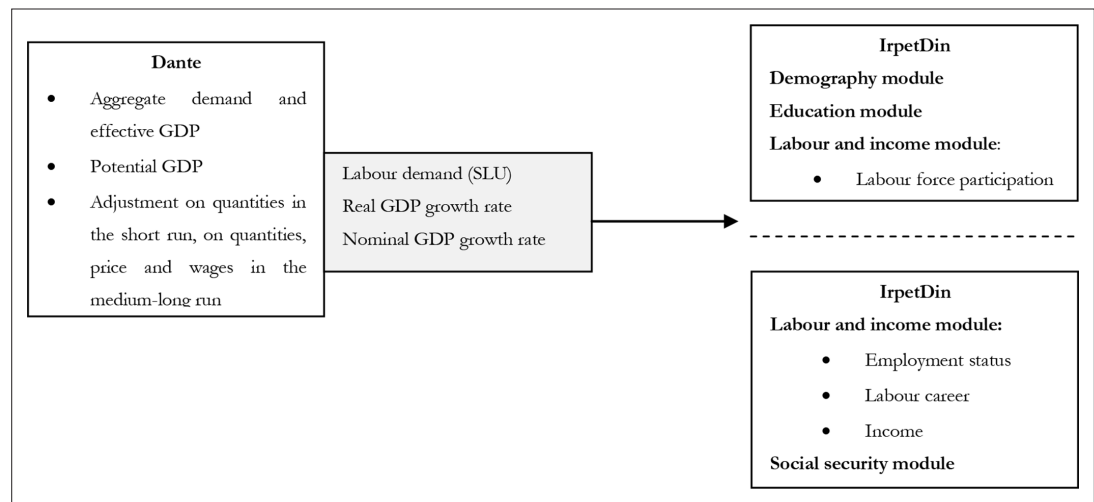 Dante
• Aggregate demand and
effective GDP
• Potential GDP
• Adjustment on quantities in
the short run, on quantities,
price and wages in the
medium-long run
Labour demand (SLU)
Real GDP growth rate
Nominal GDP growth rate
IrpetDin
Demography module
Education module
Labour and income module:
• Labour force participation
IrpetDin
Labour and income module:
• Employment status
• Labour career
• Income
Social security module